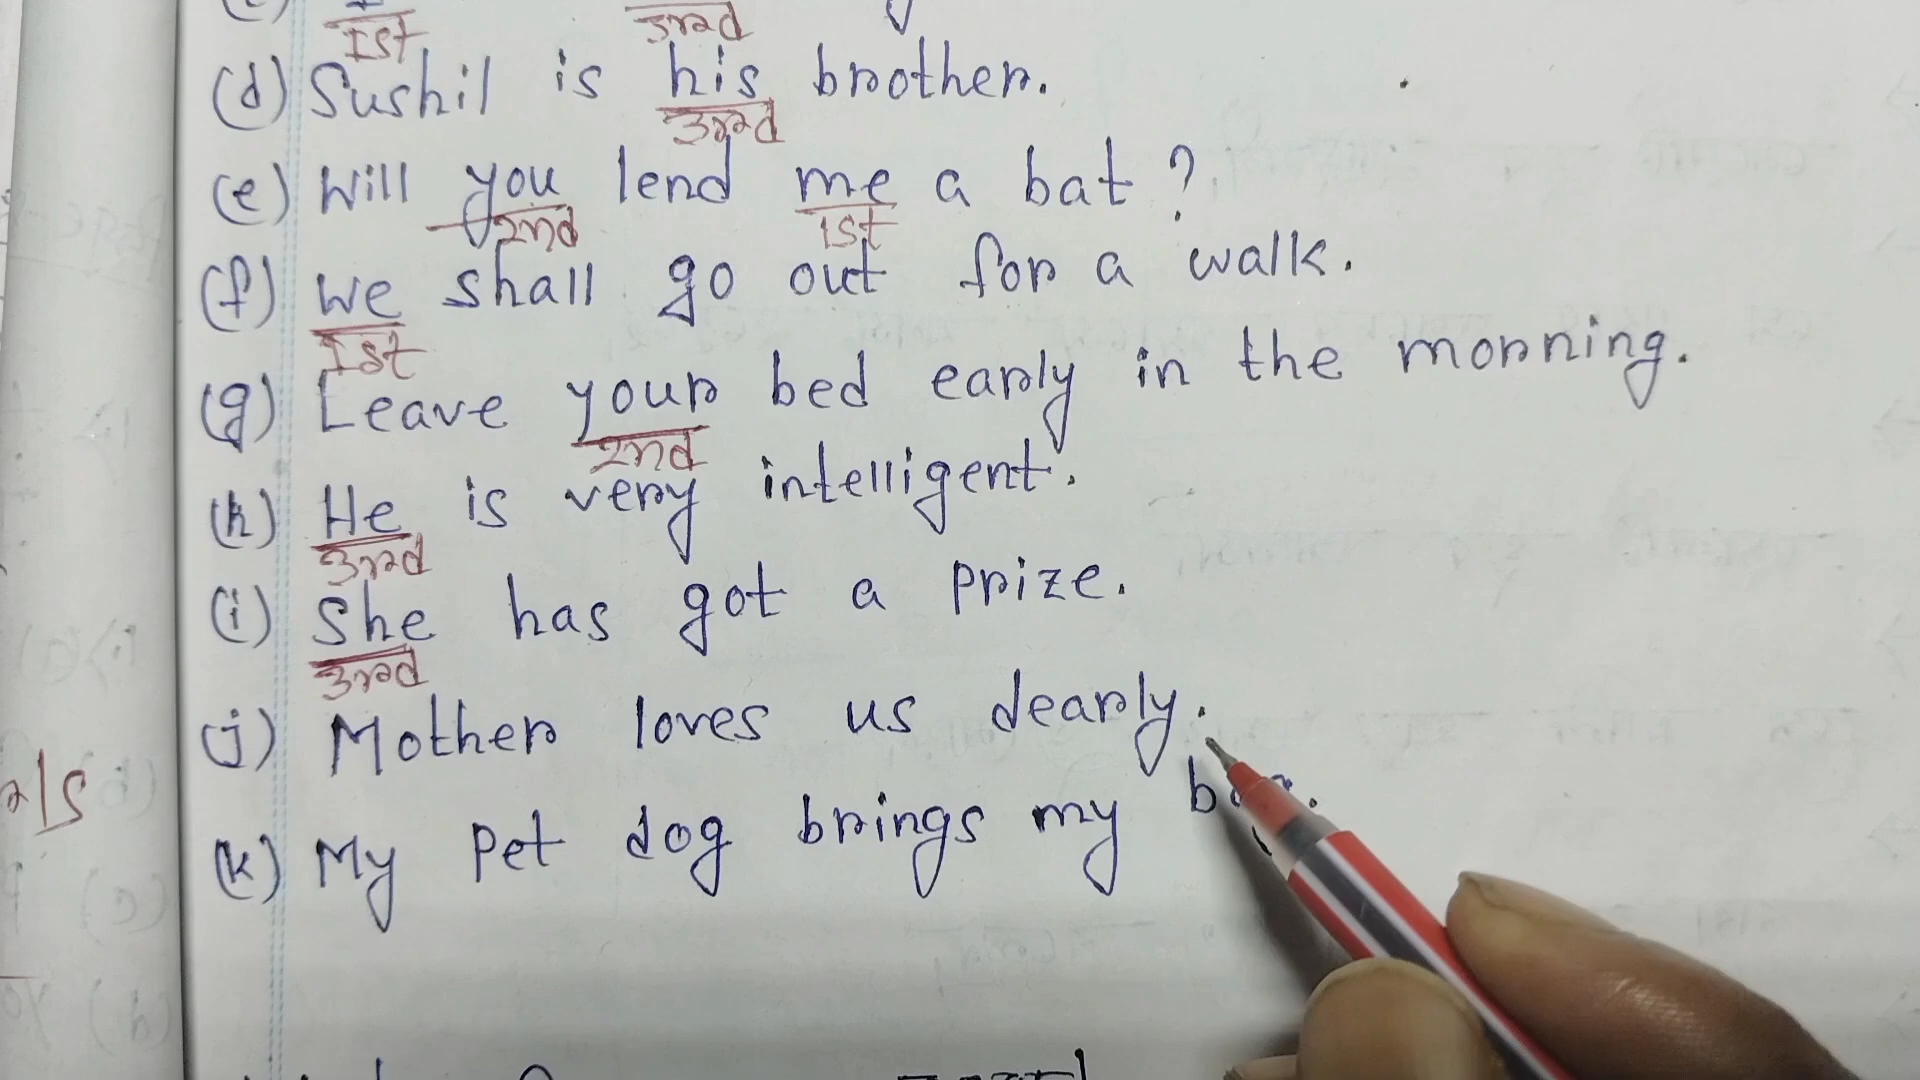 1st 3rd
(d) Sushil is his brother.
3rd
(e) Will you lend me a bat?
2nd 1st
(f) We shall go out for a walk.
1st
(g) Leave your bed early in the morning.
2nd
(h) He is very intelligent.
3rd
(i) She has got a prize.
3rd
(j) Mother loves us dearly.
(k) My pet dog brings my